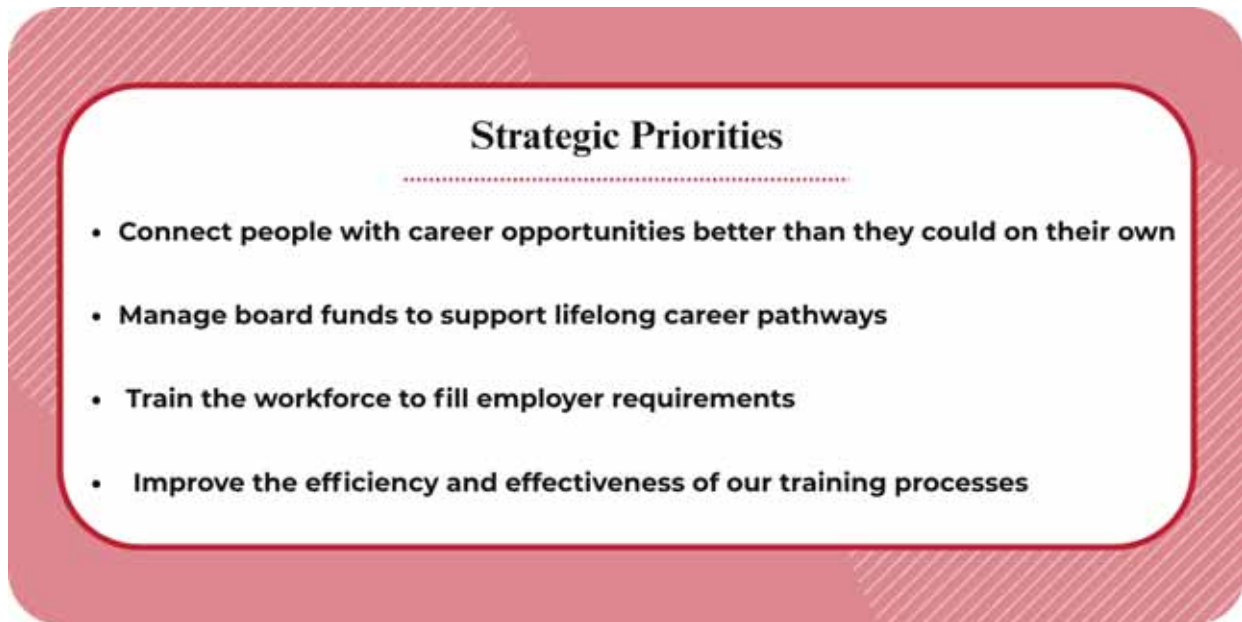 Strategic Priorities
• Connect people with career opportunities better than they could on their own
• Manage board funds to support lifelong career pathways
• Train the workforce to fill employer requirements
• Improve the efficiency and effectiveness of our training processes